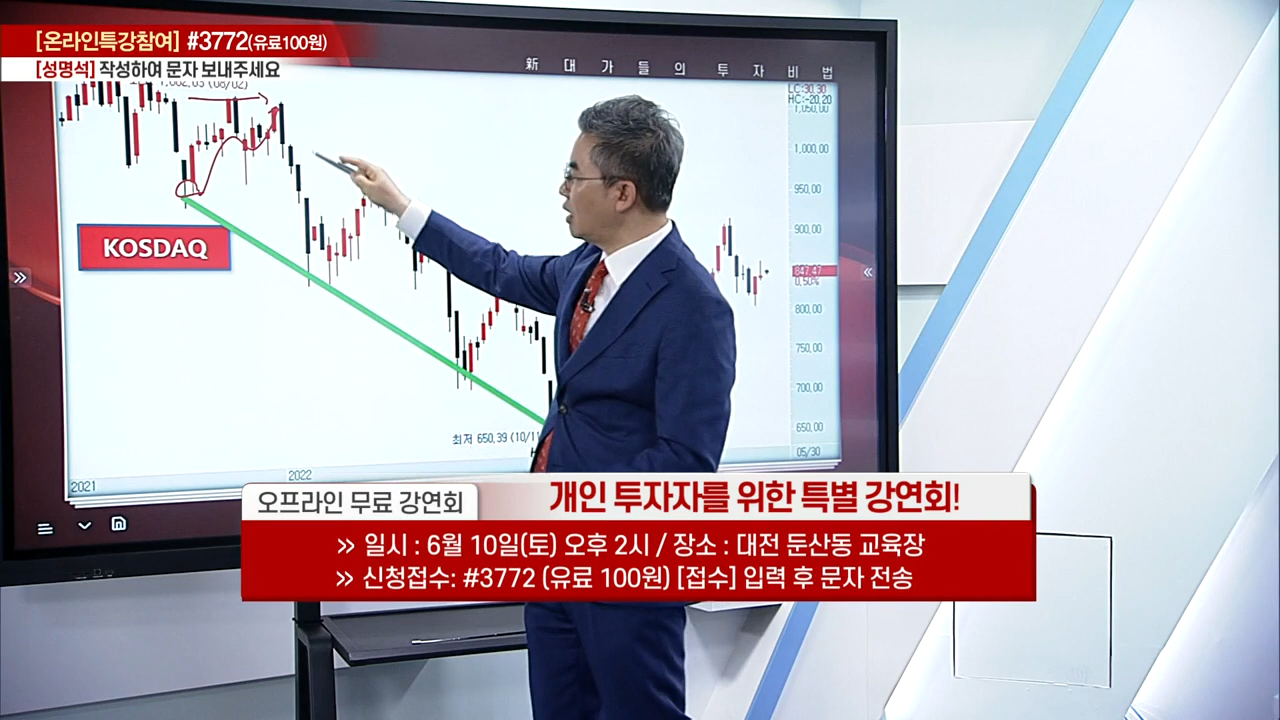 [온라인특강참여] #3772(유료100원)
[성명석] 작성하여 문자 보내주세요
新 대 가 들 의 투 자 비 법
(08/02)
LC:30.30
HC:-20.20
1,050.00
1,000.00
950.00
900.00
847.47
0.50%
800.00
750.00
700.00
650.00
05/30
KOSDAQ
최저 650.39 (10/1
2021
2022
오프라인 무료 강연회
개인 투자자를 위한 특별 강연회!
» 일시 : 6월 10일(토) 오후 2시 / 장소 : 대전 둔산동 교육장
» 신청접수: #3772 (유료 100원) [접수] 입력 후 문자 전송